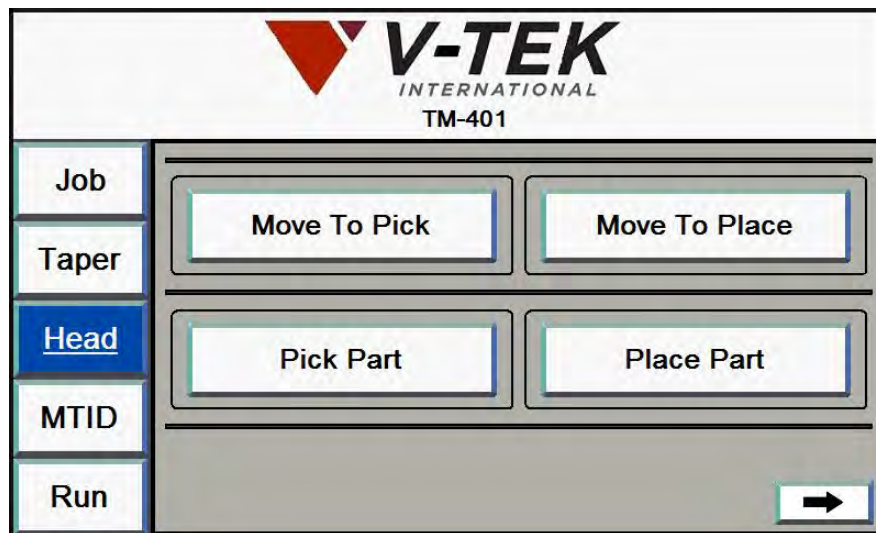 V-TEK
INTERNATIONAL
TM-401
Job
Taper
Head
MTID
Run
Move To Pick
Move To Place
Pick Part
Place Part